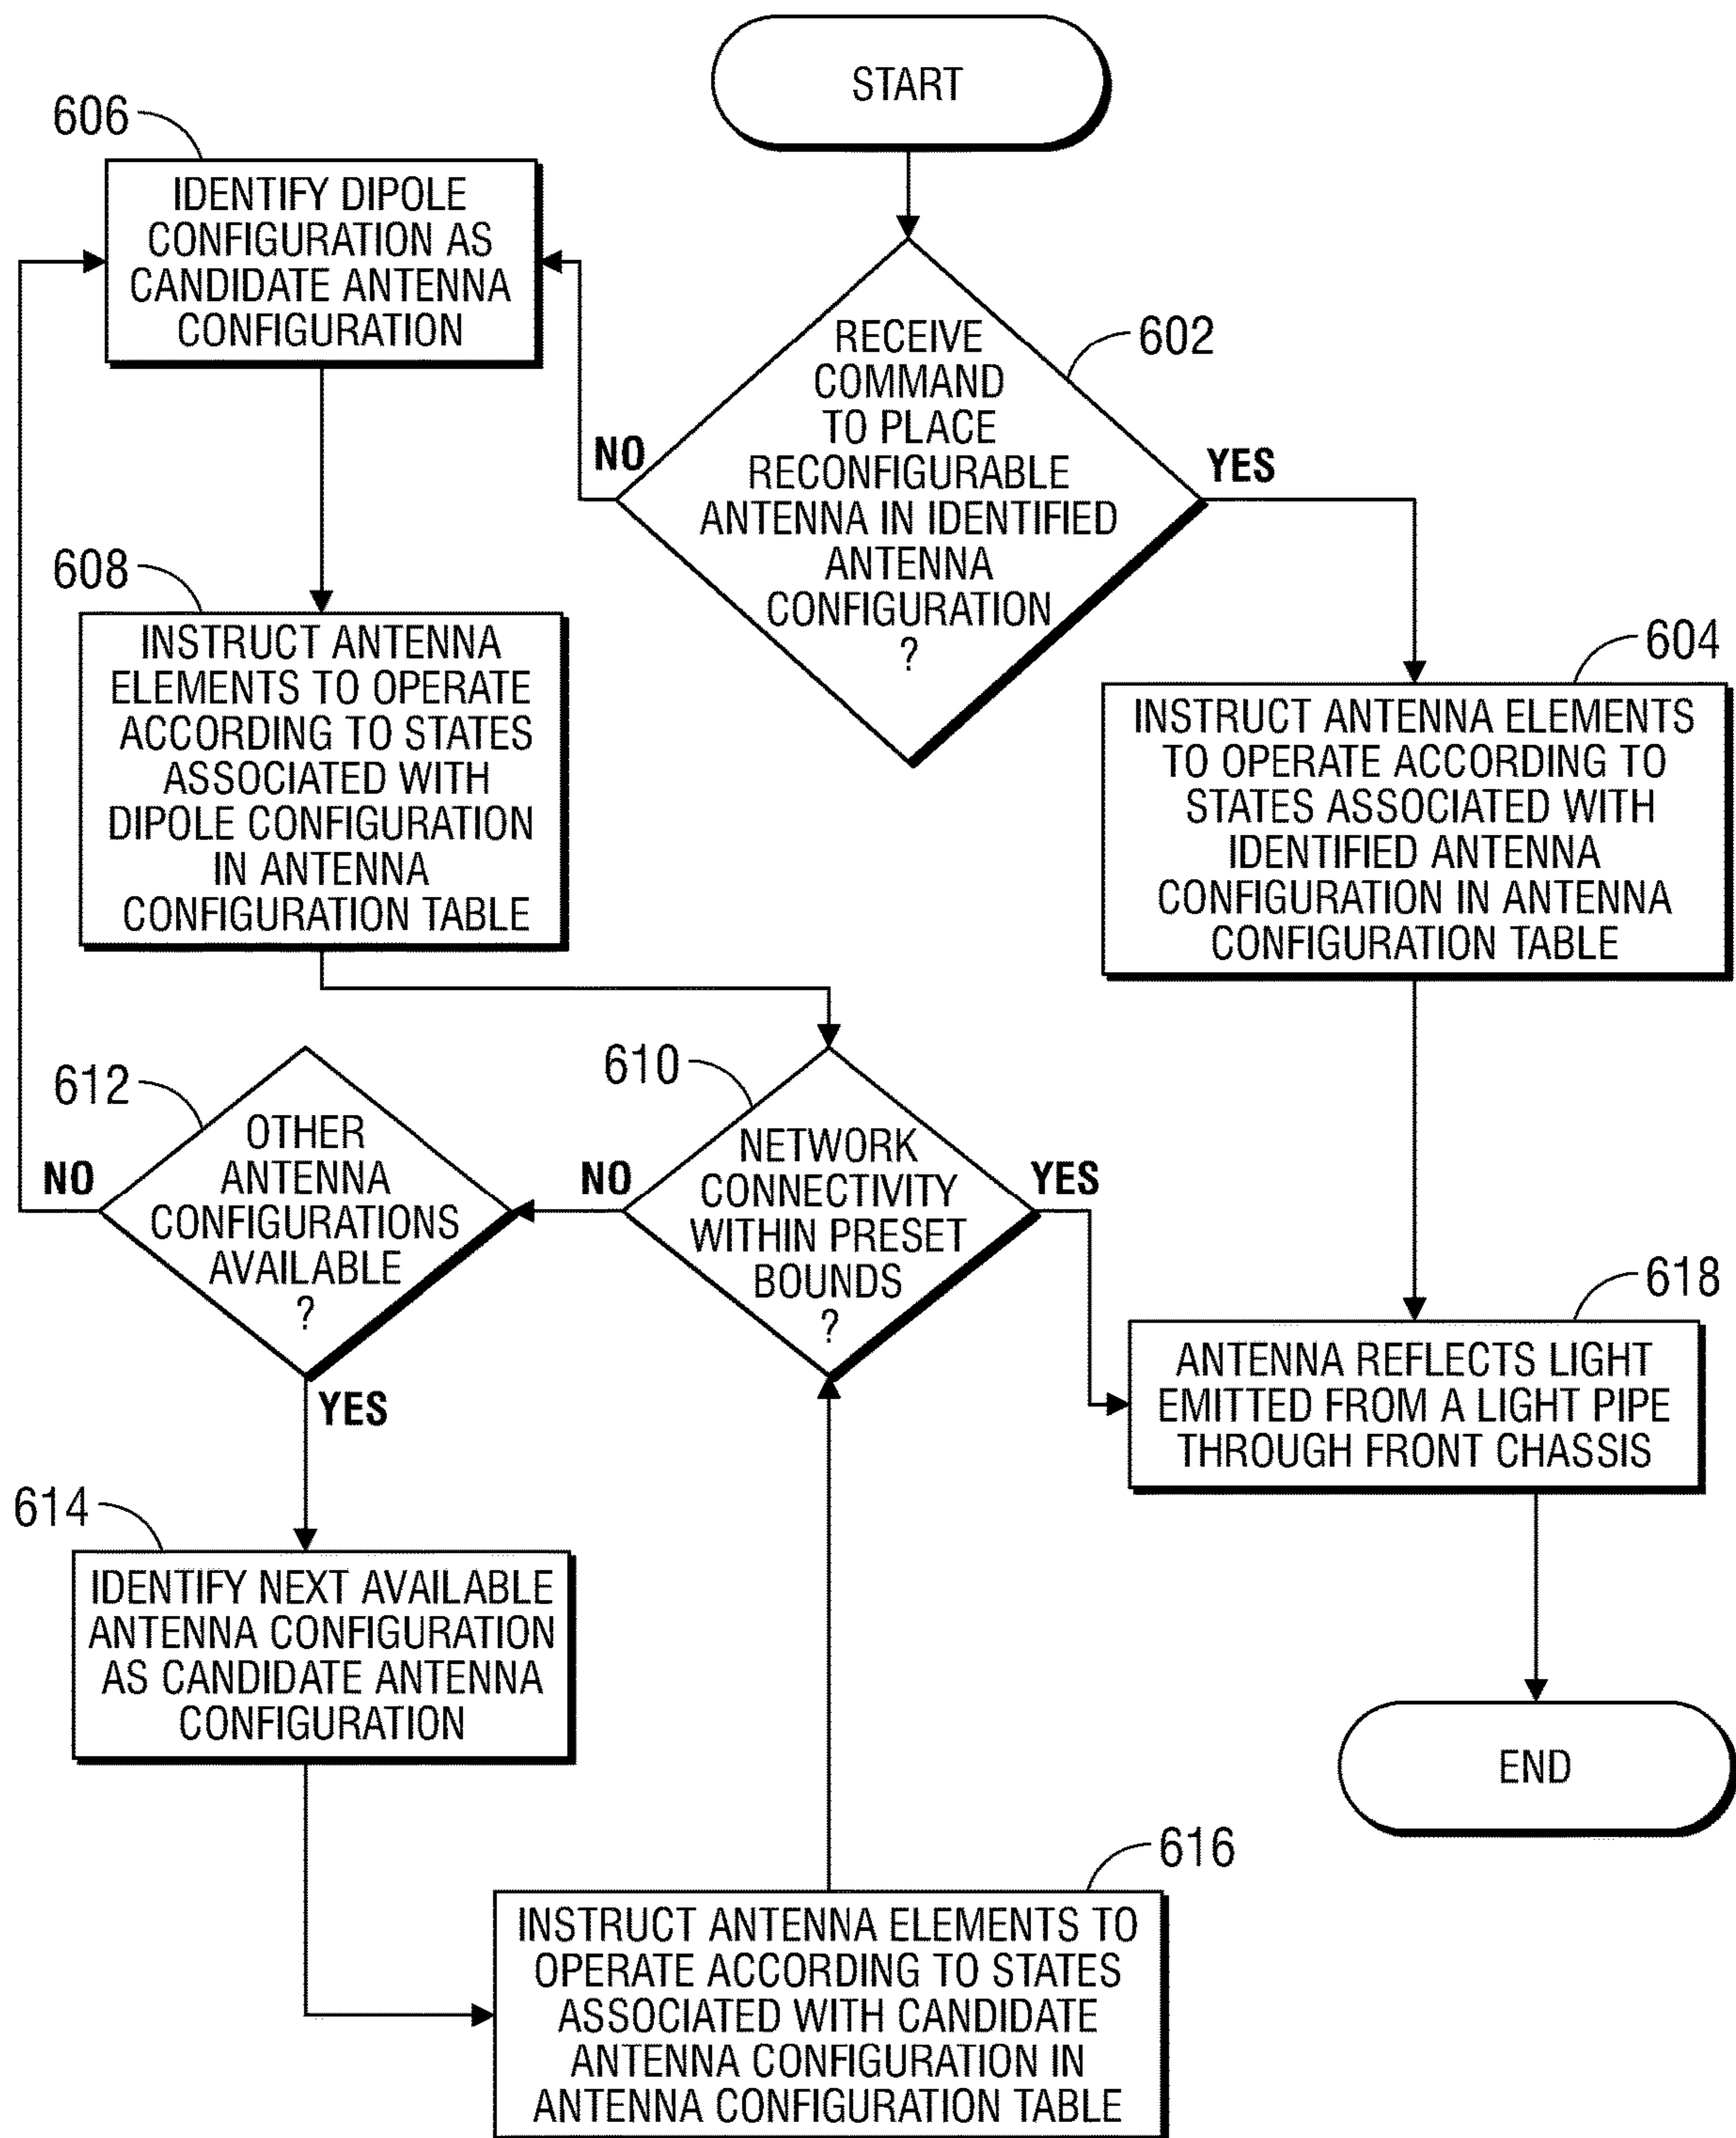 START
606
IDENTIFY DIPOLE
CONFIGURATION AS
CANDIDATE ANTENNA
CONFIGURATION
602
RECEIVE
COMMAND
TO PLACE
RECONFIGURABLE
ANTENNA IN IDENTIFIED
ANTENNA
CONFIGURATION
?
NO
YES
608
INSTRUCT ANTENNA
ELEMENTS TO OPERATE
ACCORDING TO STATES
ASSOCIATED WITH
DIPOLE CONFIGURATION
IN ANTENNA
CONFIGURATION TABLE
604
INSTRUCT ANTENNA ELEMENTS
TO OPERATE ACCORDING TO
STATES ASSOCIATED WITH
IDENTIFIED ANTENNA
CONFIGURATION IN ANTENNA
CONFIGURATION TABLE
612
OTHER
ANTENNA
CONFIGURATIONS
AVAILABLE
?
NO
YES
610
NETWORK
CONNECTIVITY
WITHIN PRESET
BOUNDS
?
NO
YES
618
ANTENNA REFLECTS LIGHT
EMITTED FROM A LIGHT PIPE
THROUGH FRONT CHASSIS
614
IDENTIFY NEXT AVAILABLE
ANTENNA CONFIGURATION
AS CANDIDATE ANTENNA
CONFIGURATION
END
616
INSTRUCT ANTENNA ELEMENTS TO
OPERATE ACCORDING TO STATES
ASSOCIATED WITH CANDIDATE
ANTENNA CONFIGURATION IN
ANTENNA CONFIGURATION TABLE